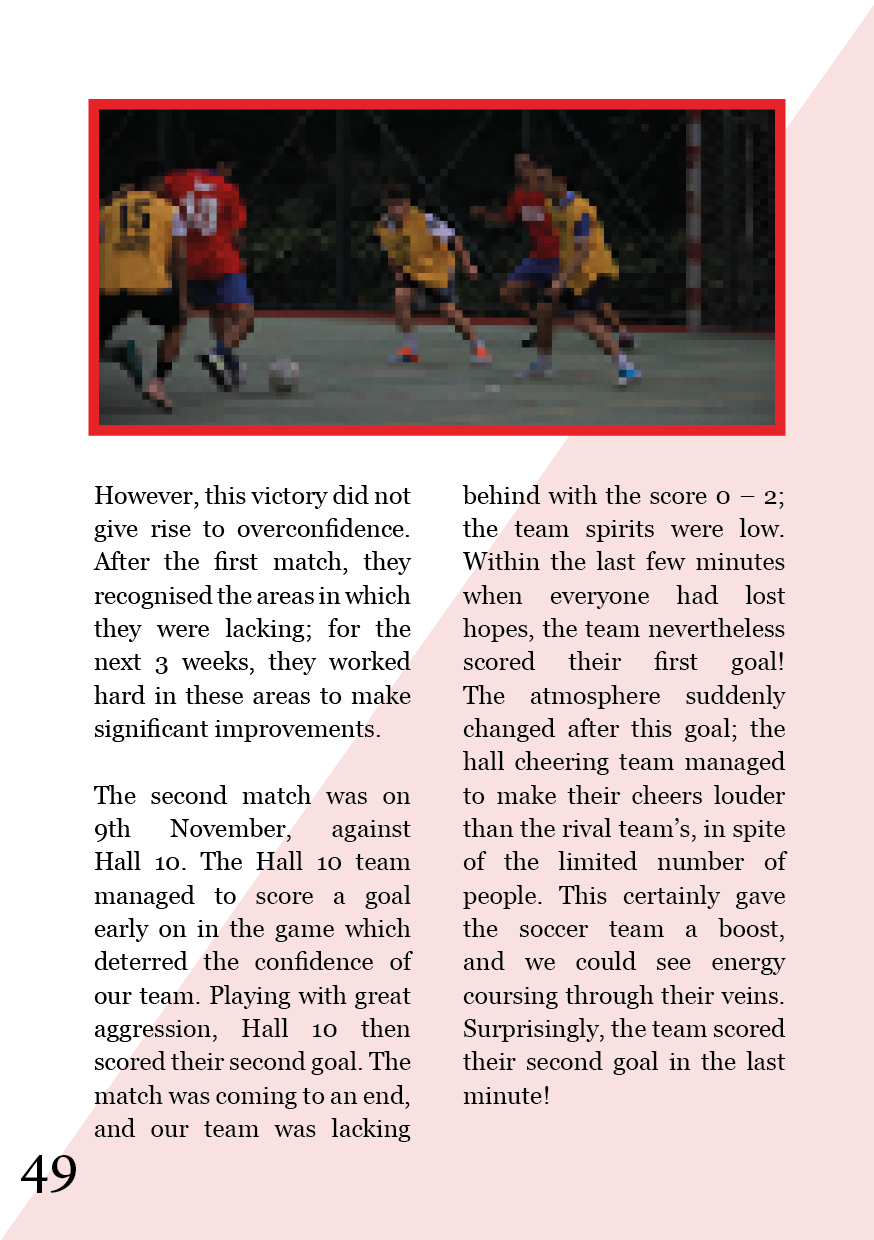 15
However, this victory did not
give rise to overconfidence.
After the first match, they
recognised the areas in which
they were lacking; for the
next 3 weeks, they worked
hard in these areas to make
significant improvements.
The second match was on
9th November, against
Hall 10. The Hall 10 team
managed to score a goal
early on in the game which
deterred the confidence of
our team. Playing with great
aggression, Hall 10 then
scored their second goal. The
match was coming to an end,
and our team was lacking
behind with the score 0 – 2;
the team spirits were low.
Within the last few minutes
when everyone had lost
hopes, the team nevertheless
scored their first goal!
The atmosphere suddenly
changed after this goal; the
hall cheering team managed
to make their cheers louder
than the rival team’s, in spite
of the limited number of
people. This certainly gave
the soccer team a boost,
and we could see energy
coursing through their veins.
Surprisingly, the team scored
their second goal in the last
minute!
49